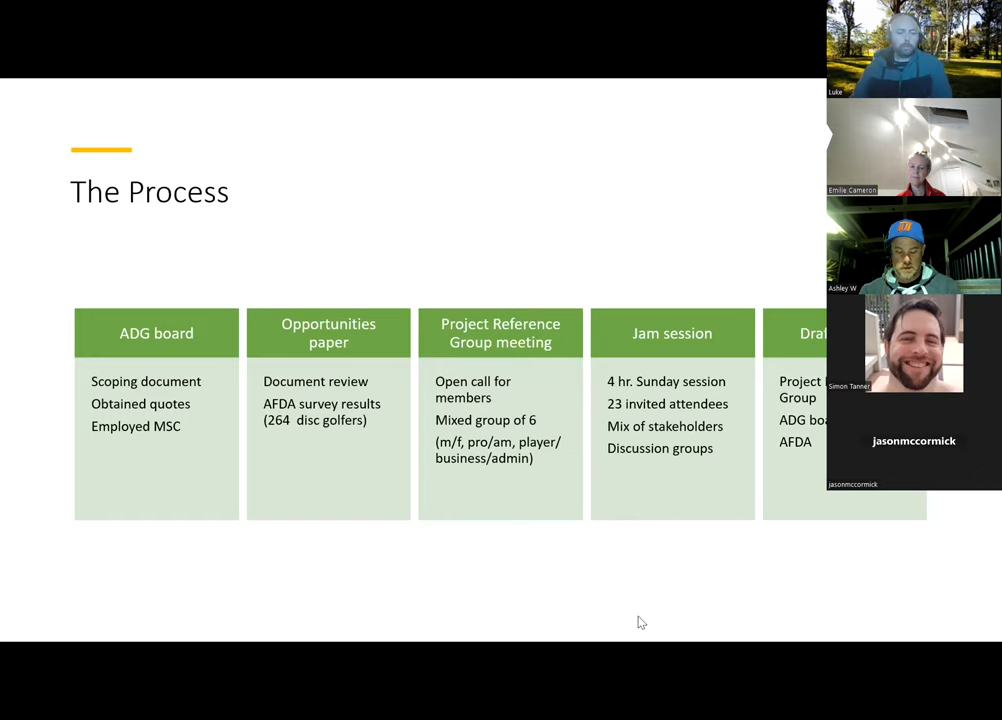 The Process
ADG board
Scoping document
Obtained quotes
Employed MSC
Opportunities
paper
Document review
AFDA survey results
(264 disc golfers)
Project Reference
Group meeting
Open call for
members
Mixed group of 6
(m/f, pro/am, player/
business/admin)
Jam session
4 hr. Sunday session
23 invited attendees
Mix of stakeholders
Discussion groups
Project
Group
ADG
AFDA
Luke
Emilie Cameron
Ashley W
Simon Tanner
jasonmccormick
jasonmccormick